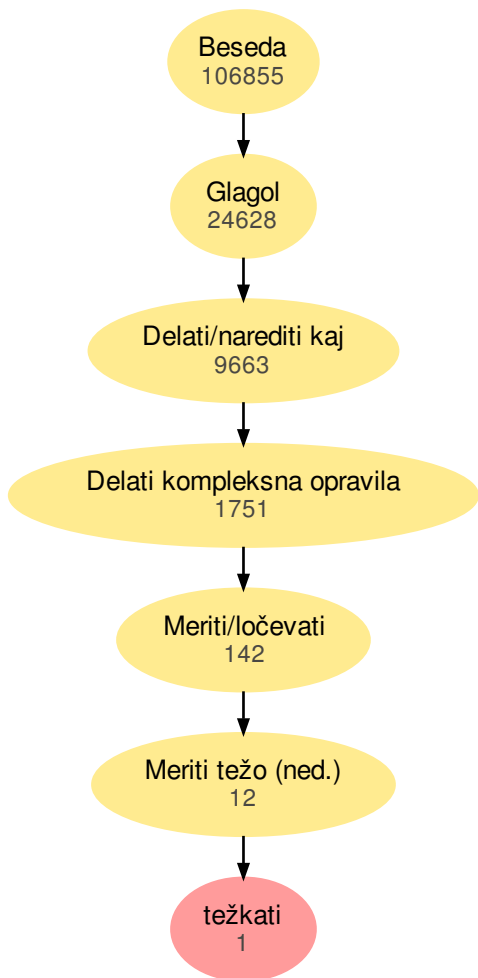 Beseda
106855
Glagol
24628
Delati/narediti kaj
9663
Delati kompleksna opravila
1751
Meriti/ločevati
142
Meriti težo (ned.)
12
težkati
1